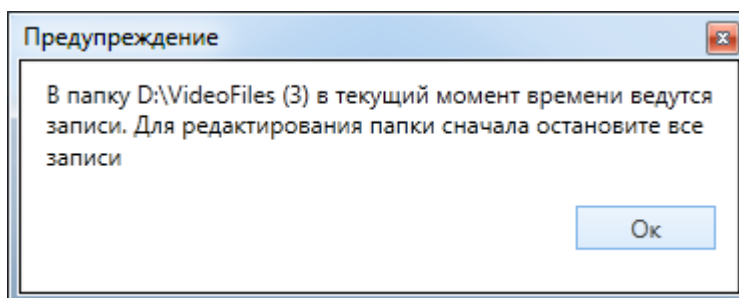 Предупреждение
В папку D:\VideoFiles (3) в текущий момент времени ведутся
записи. Для редактирования папки сначала остановите все
записи
Ок